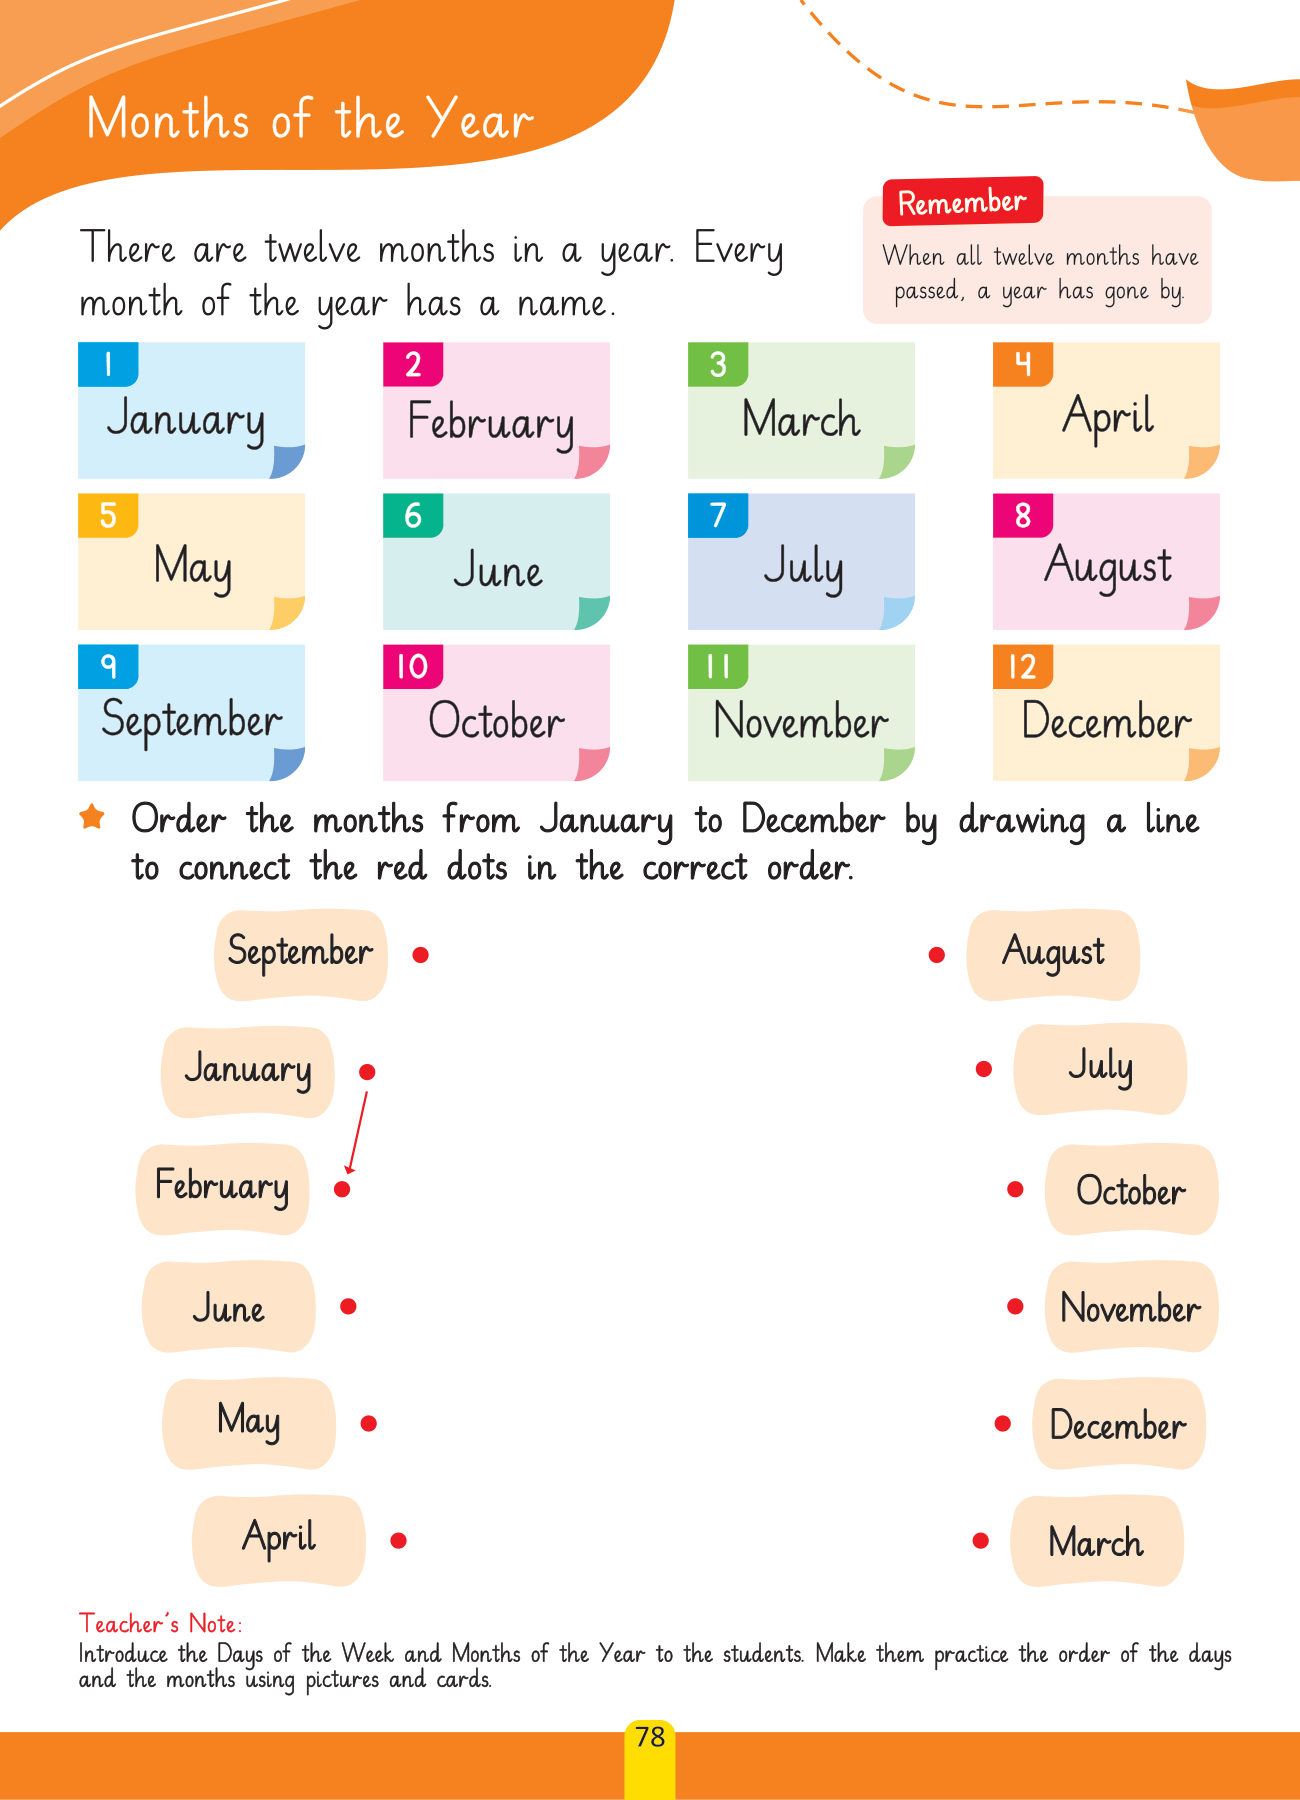 Months of the Year
There are twelve months in a year. Every
month of the year has a name.
Remember
When all twelve months have
passed, a year has gone by.
1
January
2
February
3
March
4
April
5
May
6
June
7
July
8
August
9
September
10
October
11
November
12
December
Order the months from January to December by drawing a line
to connect the red dots in the correct order.
September
August
January
July
February
October
June
November
May
December
April
March
Teacher's Note:
Introduce the Days of the Week and Months of the Year to the students. Make them practice the order of the days
and the months using pictures and cards.
78